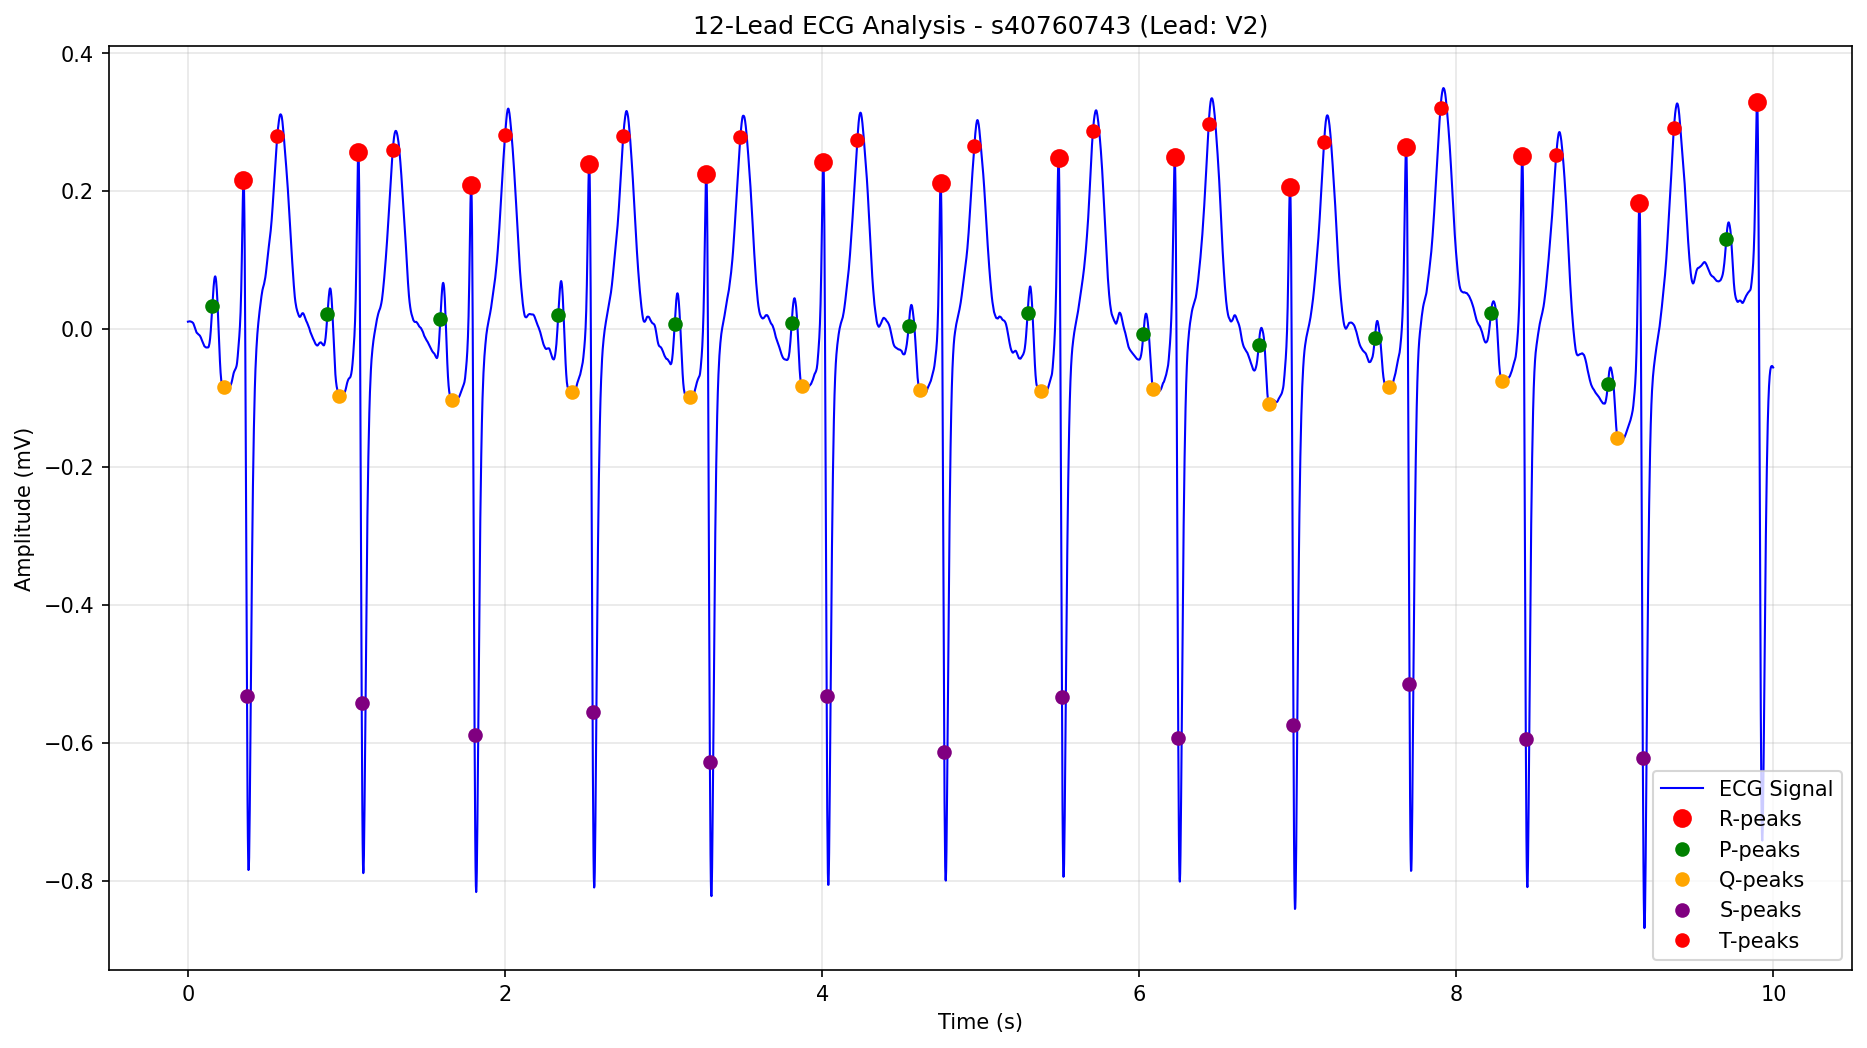 12-Lead ECG Analysis - s40760743 (Lead: V2)
0.4
0.2
0.0
−0.2
−0.4
−0.6
−0.8
Amplitude (mV)
0
2
4
6
8
10
Time (s)
ECG Signal
R-peaks
P-peaks
Q-peaks
S-peaks
T-peaks